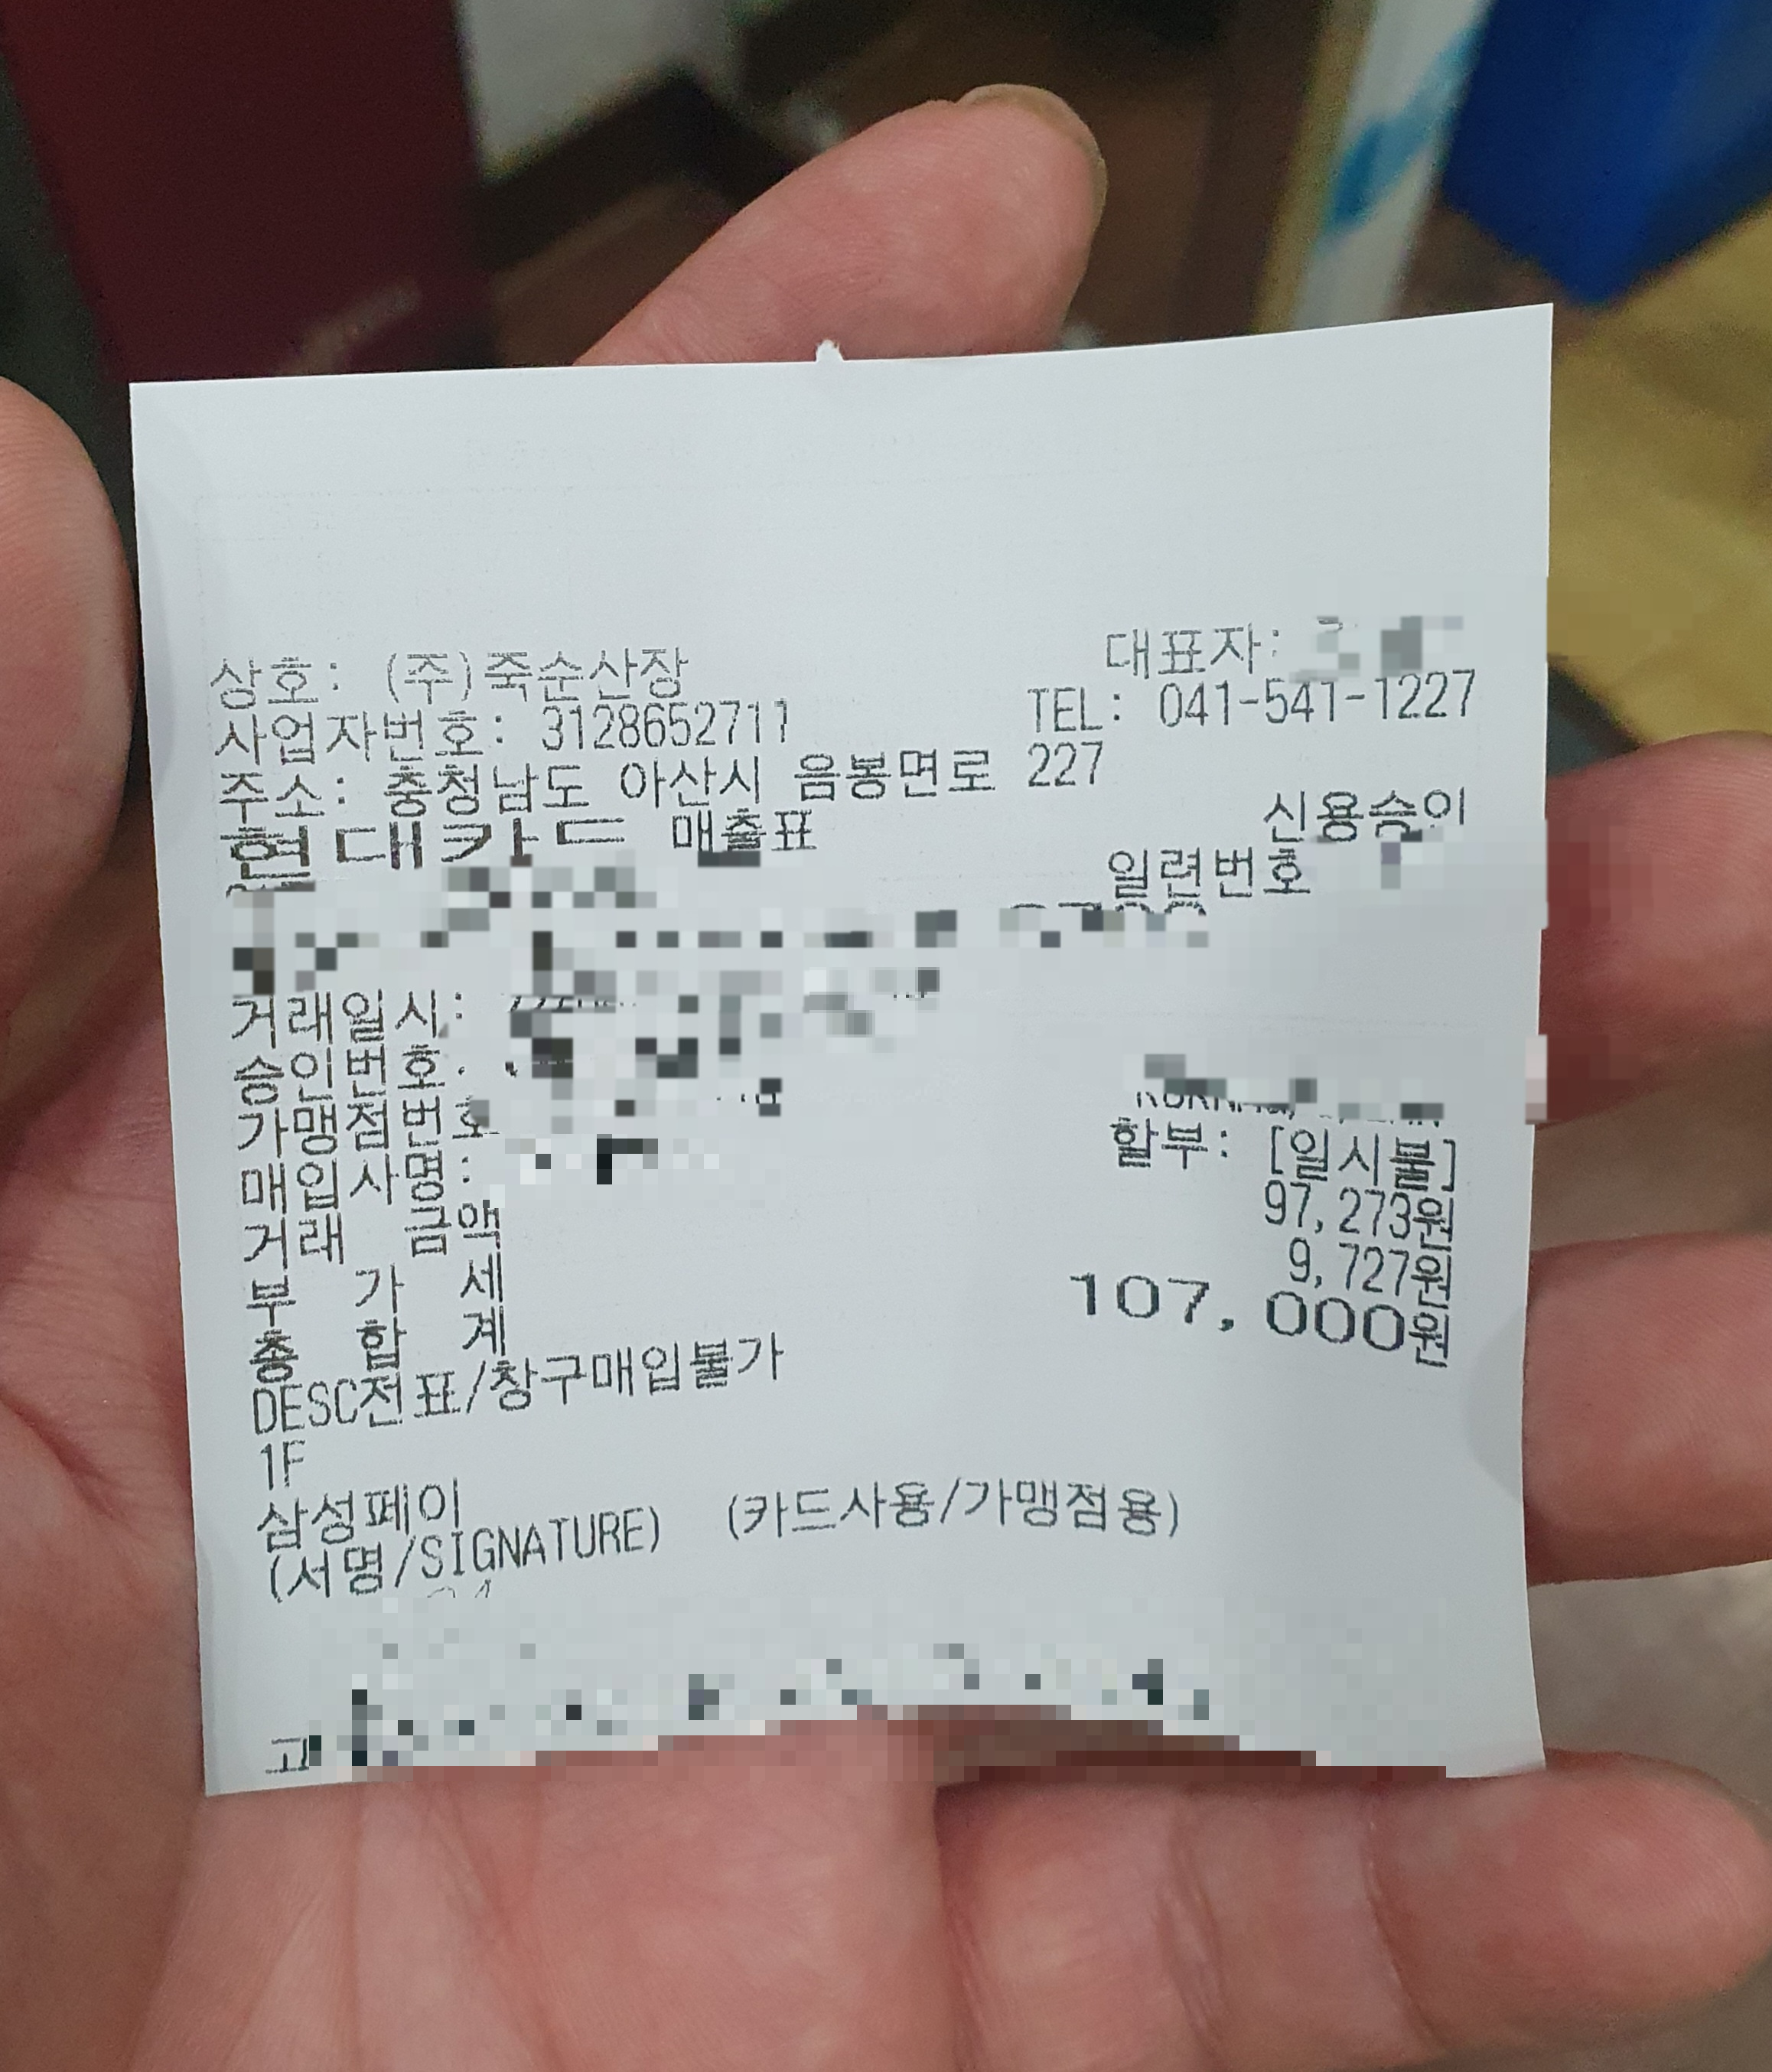 상호: (주)죽순산장 대표자:
사업자번호: 3128652711 TEL: 041-541-1227
주소: 충청남도 아산시 음봉면로 227
현대카드 매출표 신용승인
일련번호
거래일시:
승인번호:
가맹점번호
매입사명: 할부: [일시불]
거래 금액 97,273원
부 가 세 9,727원
총 합 계 107,000원
DESC전표/창구매입불가
1F
삼성페이
(서명/SIGNATURE) (카드사용/가맹점용)
고